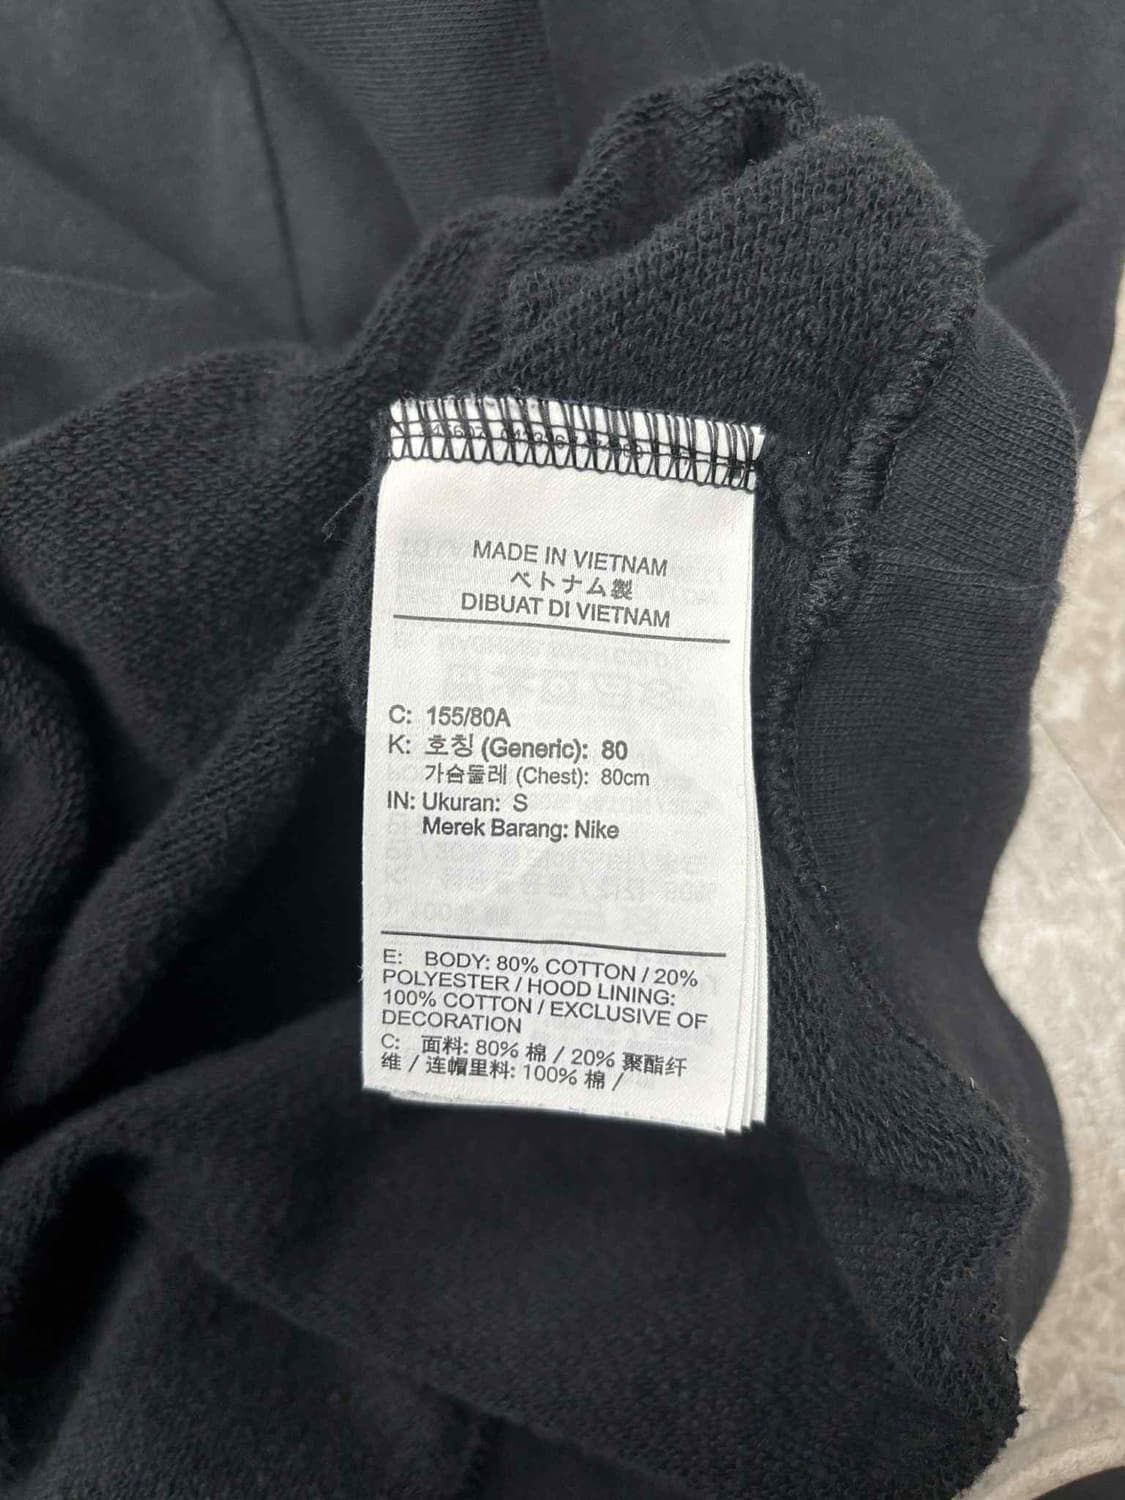 MADE IN VIETNAM
ベトナム製
DIBUAT DI VIETNAM
C: 155/80A
K: 호칭 (Generic): 80
가슴둘레 (Chest): 80cm
IN: Ukuran: S
Merek Barang: Nike
E: BODY: 80% COTTON / 20%
POLYESTER / HOOD LINING:
100% COTTON / EXCLUSIVE OF
DECORATION
C: 面料: 80% 棉 / 20% 聚酯纤
维 / 连帽里料: 100% 棉 /